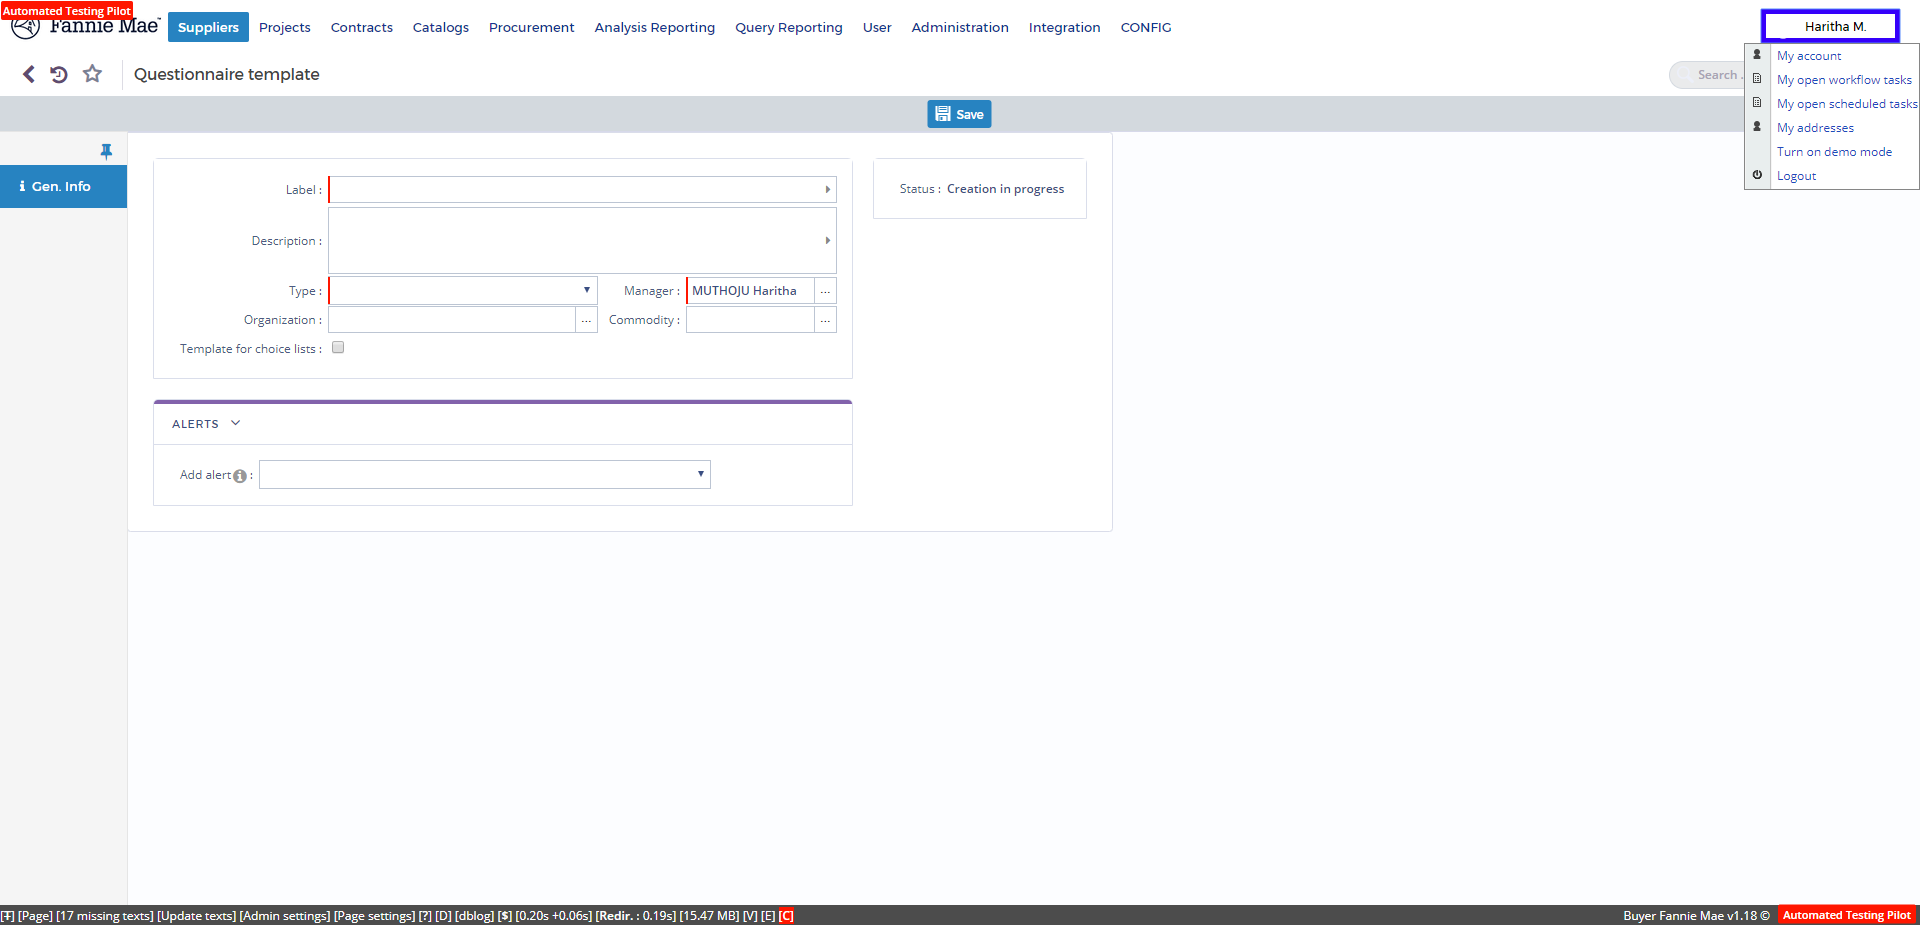 Automated Testing Pilot
Fannie Mae
Suppliers Projects Contracts Catalogs Procurement Analysis Reporting Query Reporting User Administration Integration CONFIG
Haritha M.
My account
My open workflow tasks
My open scheduled tasks
My addresses
Turn on demo mode
Logout
Questionnaire template
Search .
Save
Gen. Info
Label :
Status : Creation in progress
Description :
Type : Manager : MUTHOJU Haritha ...
Organization : ... Commodity : ...
Template for choice lists :
ALERTS
Add alert :
[T] [Page] [17 missing texts] [Update texts] [Admin settings] [Page settings] [?] [D] [dblog] [$] [0.20s +0.06s] [Redir. : 0.19s] [15.47 MB] [V] [E] [C]
Buyer Fannie Mae v1.18 © Automated Testing Pilot